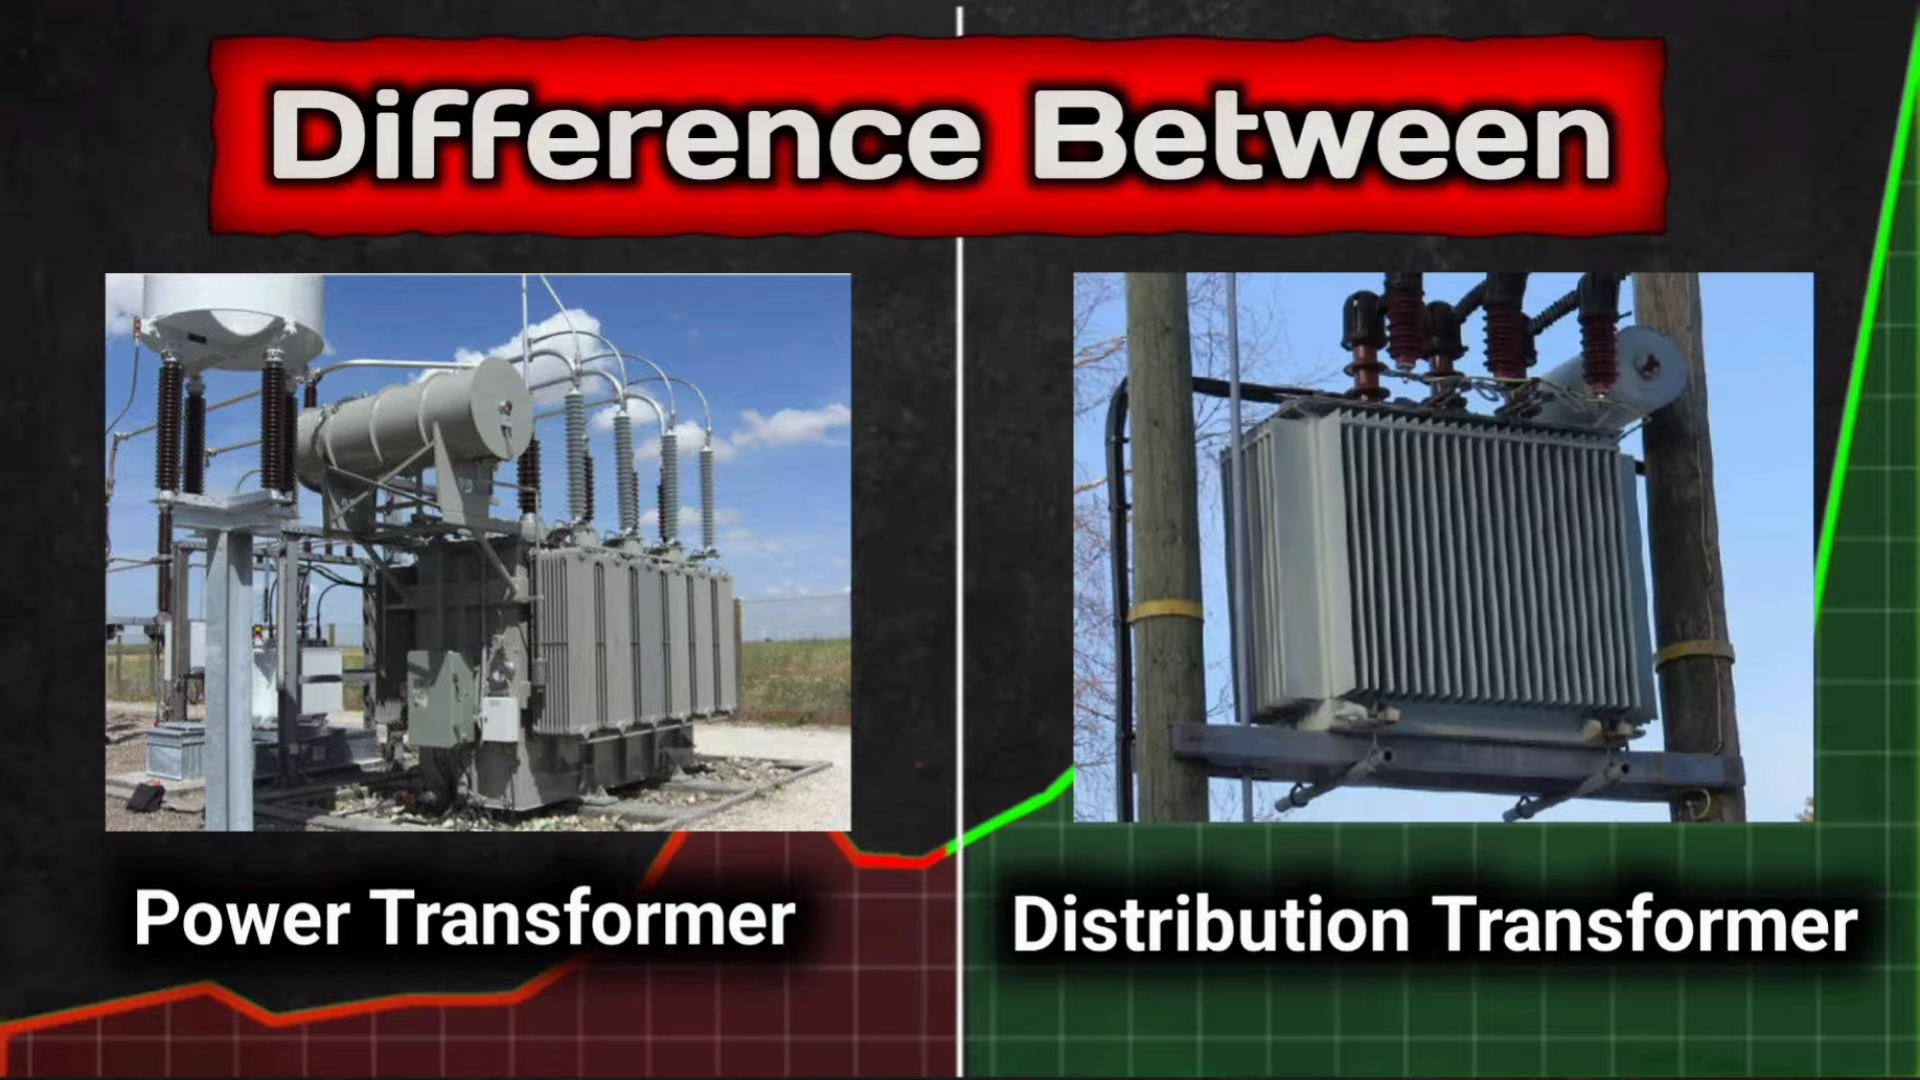 Difference Between
Power Transformer
Distribution Transformer